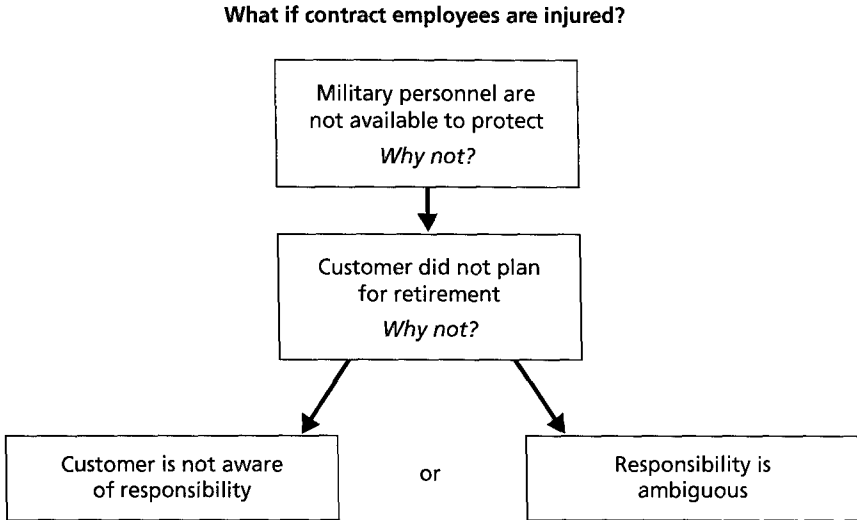 What if contract employees are injured?
Military personnel are
not available to protect
Why not?
Customer did not plan
for retirement
Why not?
Customer is not aware
of responsibility
or
Responsibility is
ambiguous